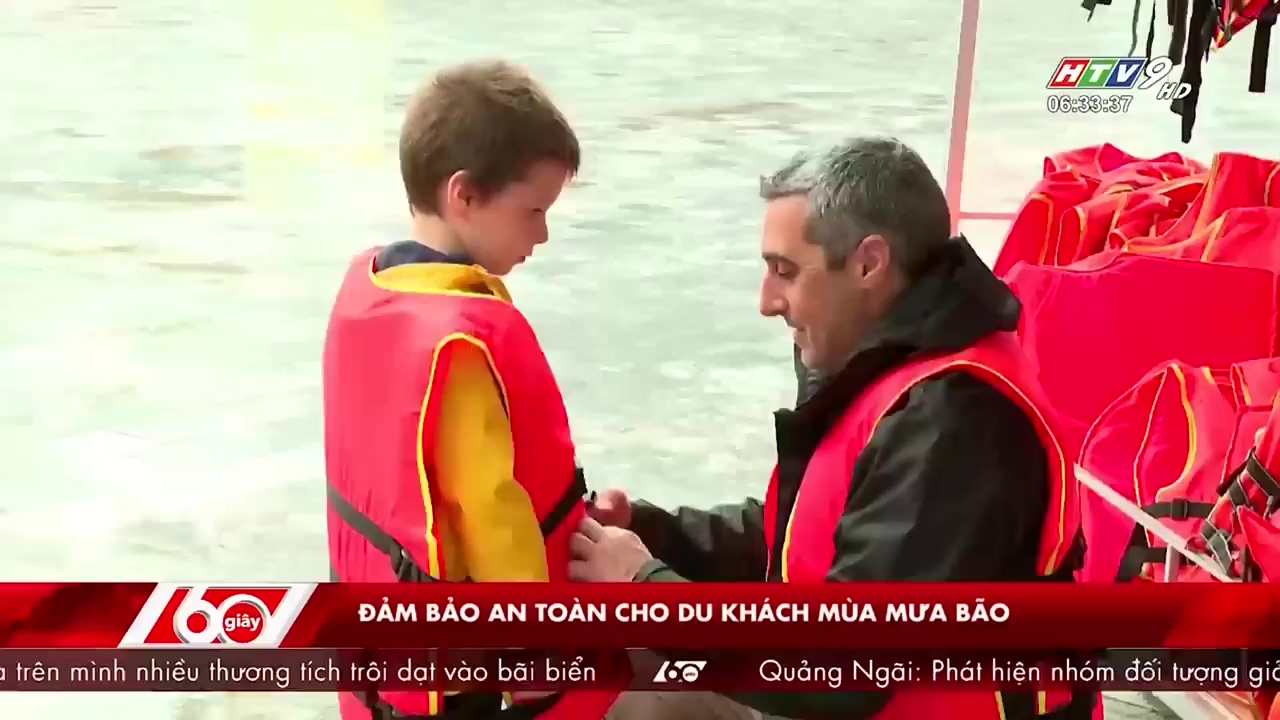 HTV9 HD
06:33:37
60 giây ĐẢM BẢO AN TOÀN CHO DU KHÁCH MÙA MƯA BÃO
trên mình nhiều thương tích trôi dạt vào bãi biển 60 giây Quảng Ngãi: Phát hiện nhóm đối tượng